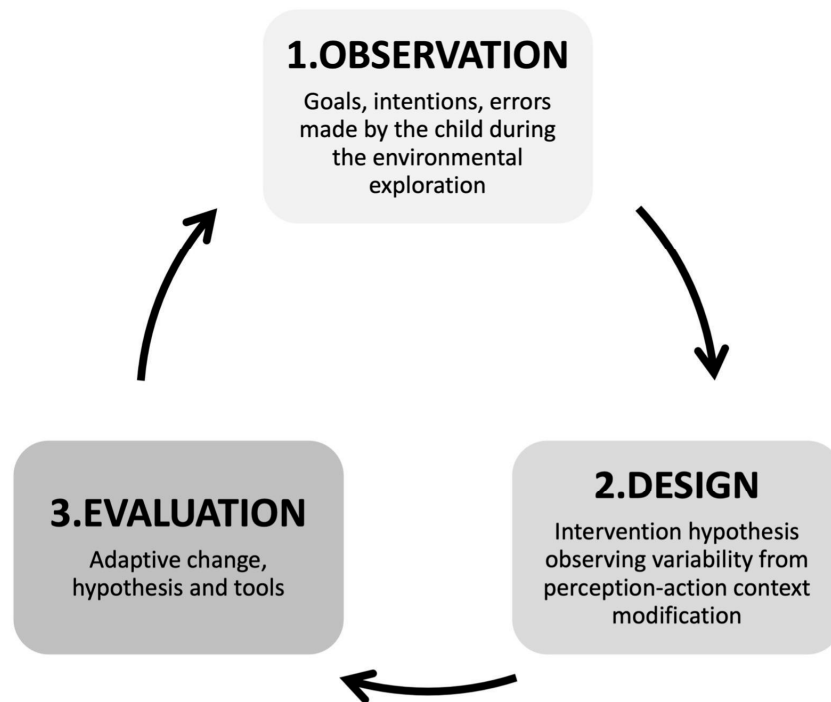 1.OBSERVATION
Goals, intentions, errors
made by the child during
the environmental
exploration
2.DESIGN
Intervention hypothesis
observing variability from
perception-action context
modification
3.EVALUATION
Adaptive change,
hypothesis and tools